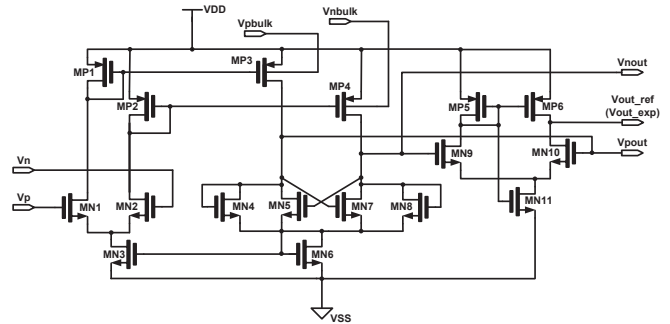 VDD
Vpbulk
Vnbulk
Vnout
MP1
MP3
MP2
MP4
MP5
MP6
Vout_ref
(Vout_exp)
Vpout
MN9
MN10
Vn
Vp
MN1
MN2
MN4
MN5
MN7
MN8
MN11
MN3
MN6
VSS